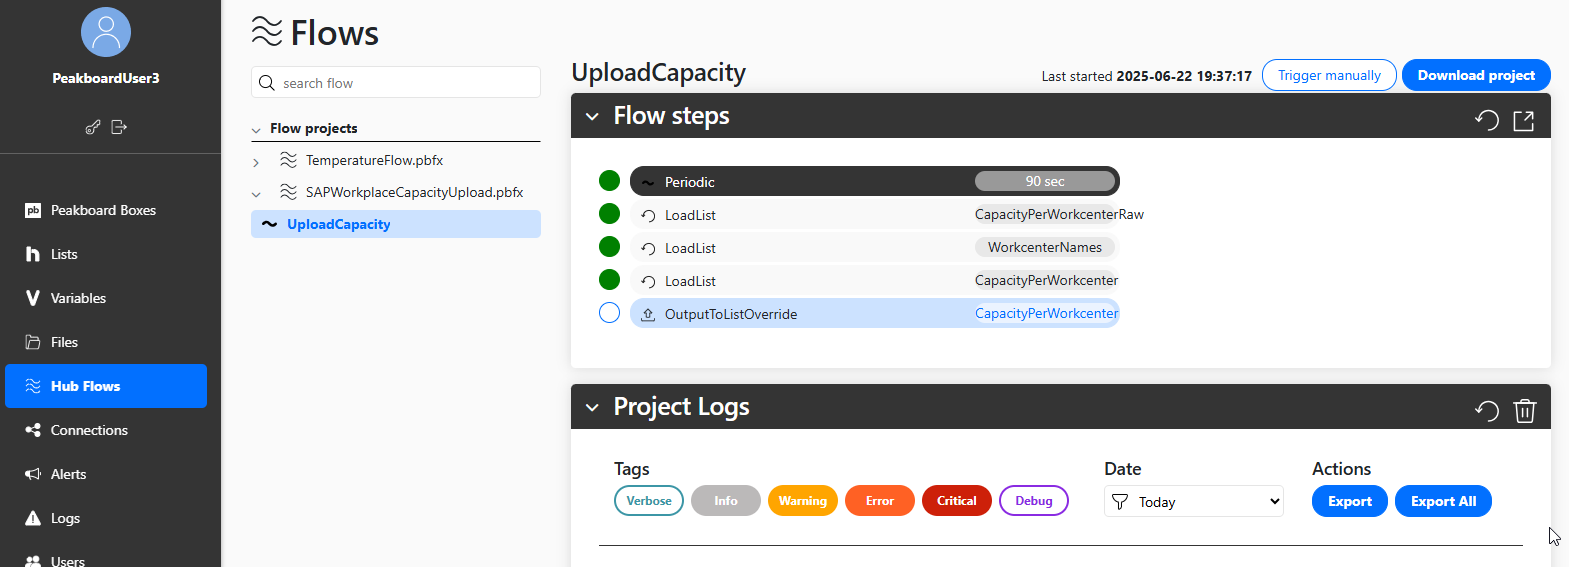 PeakboardUser3
pb Peakboard Boxes
Lists
Variables
Files
Hub Flows
Connections
Alerts
Logs
Users
Flows
search flow
Flow projects
TemperatureFlow.pbfx
SAPWorkplaceCapacityUpload.pbfx
UploadCapacity
UploadCapacity
Last started 2025-06-22 19:37:17 Trigger manually Download project
Flow steps
Periodic 90 sec
LoadList CapacityPerWorkcenterRaw
LoadList WorkcenterNames
LoadList CapacityPerWorkcenter
OutputToListOverride CapacityPerWorkcenter
Project Logs
Tags Date Actions
Verbose Info Warning Error Critical Debug Today Export Export All